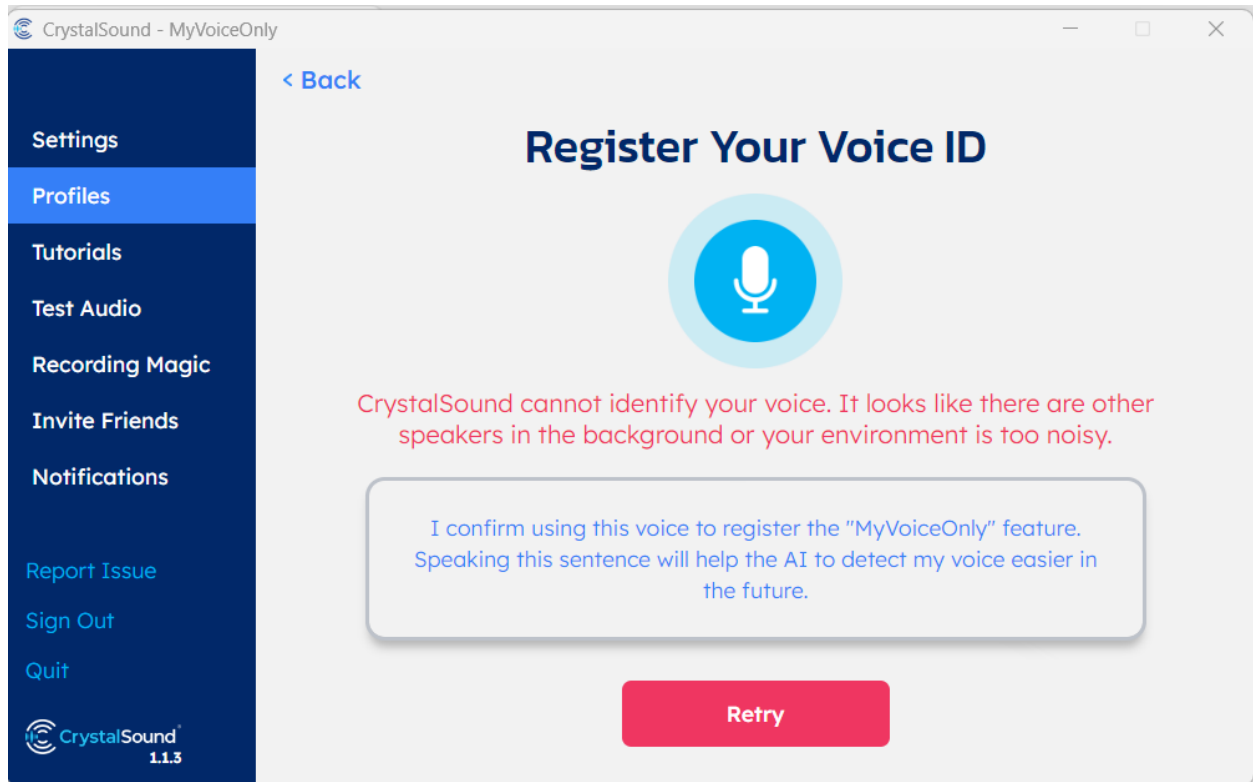 CrystalSound - MyVoiceOnly
< Back
Settings
Profiles
Tutorials
Test Audio
Recording Magic
Invite Friends
Notifications
Report Issue
Sign Out
Quit
CrystalSound
1.1.3
Register Your Voice ID
CrystalSound cannot identify your voice. It looks like there are other
speakers in the background or your environment is too noisy.
I confirm using this voice to register the "MyVoiceOnly" feature.
Speaking this sentence will help the AI to detect my voice easier in
the future.
Retry